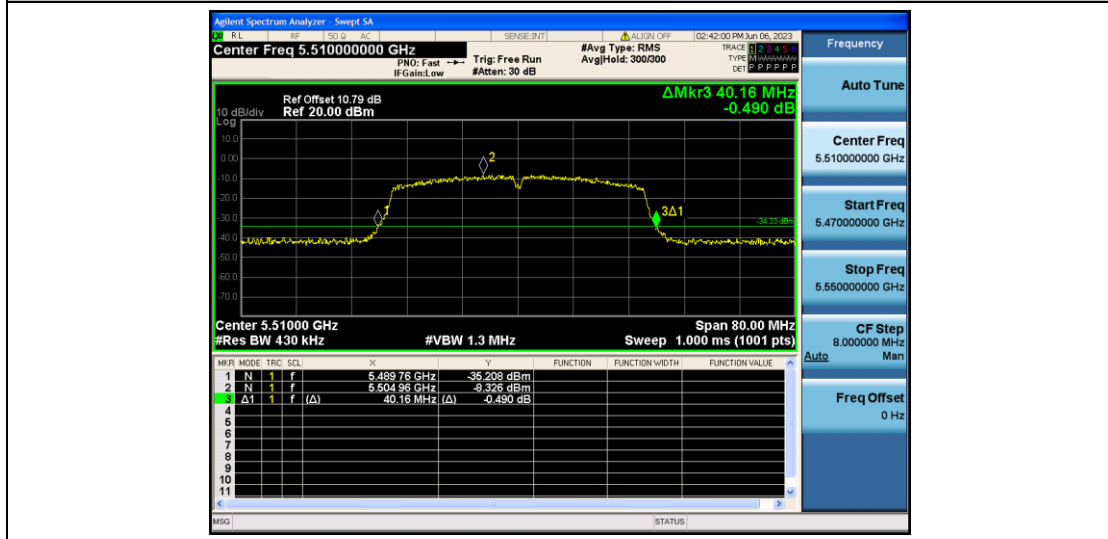 Agilent Spectrum Analyzer - Swept SA
RL RF 50 Ω AC SENSE:INT ALIGN OFF 02:42:00 PM Jun 06, 2023
Center Freq 5.510000000 GHz #Avg Type: RMS TRACE 1 2 3 4 5 6
PNO: Fast Trig: Free Run Avg|Hold: 300/300 TYPE M
IFGain:Low #Atten: 30 dB DET P P P P P P
Frequency
Auto Tune
Center Freq
5.510000000 GHz
Start Freq
5.470000000 GHz
Stop Freq
5.550000000 GHz
CF Step
8.000000 MHz
Auto Man
Freq Offset
0 Hz
ΔMkr3 40.16 MHz
-0.490 dB
Ref Offset 10.79 dB
10 dB/div Ref 20.00 dBm
Log
10.0
0.00
-10.0
-20.0
-30.0
-40.0
-50.0
-60.0
-70.0
1
2
3Δ1
-34.33 dBm
Center 5.51000 GHz Span 80.00 MHz
#Res BW 430 kHz #VBW 1.3 MHz Sweep 1.000 ms (1001 pts)
MKR MODE TRC SCL X Y FUNCTION FUNCTION WIDTH FUNCTION VALUE
1 N 1 f 5.489 76 GHz -35.208 dBm
2 N 1 f 5.504 96 GHz -8.326 dBm
3 Δ1 1 f (Δ) 40.16 MHz (Δ) -0.490 dB
4
5
6
7
8
9
10
11
MSG STATUS